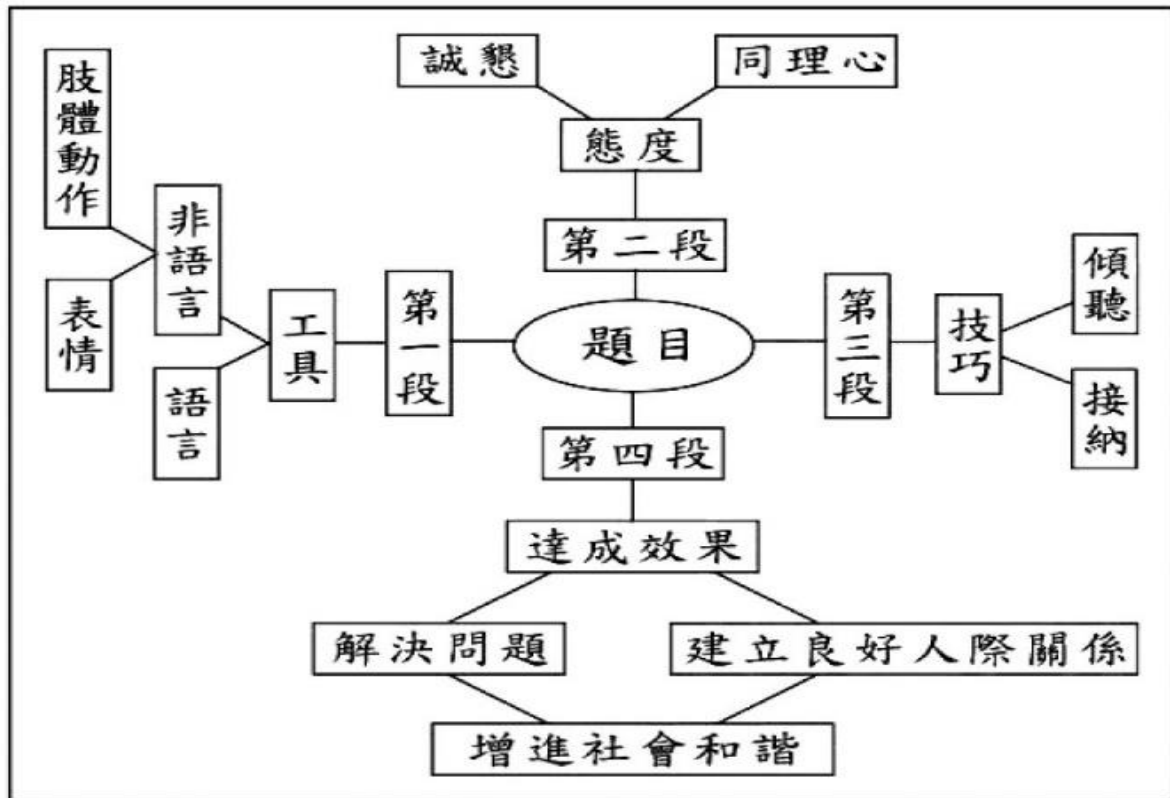 題目
第一段
工具
非語言
肢體動作
表情
語言
第二段
態度
誠懇
同理心
第三段
技巧
傾聽
接納
第四段
達成效果
解決問題
建立良好人際關係
增進社會和諧